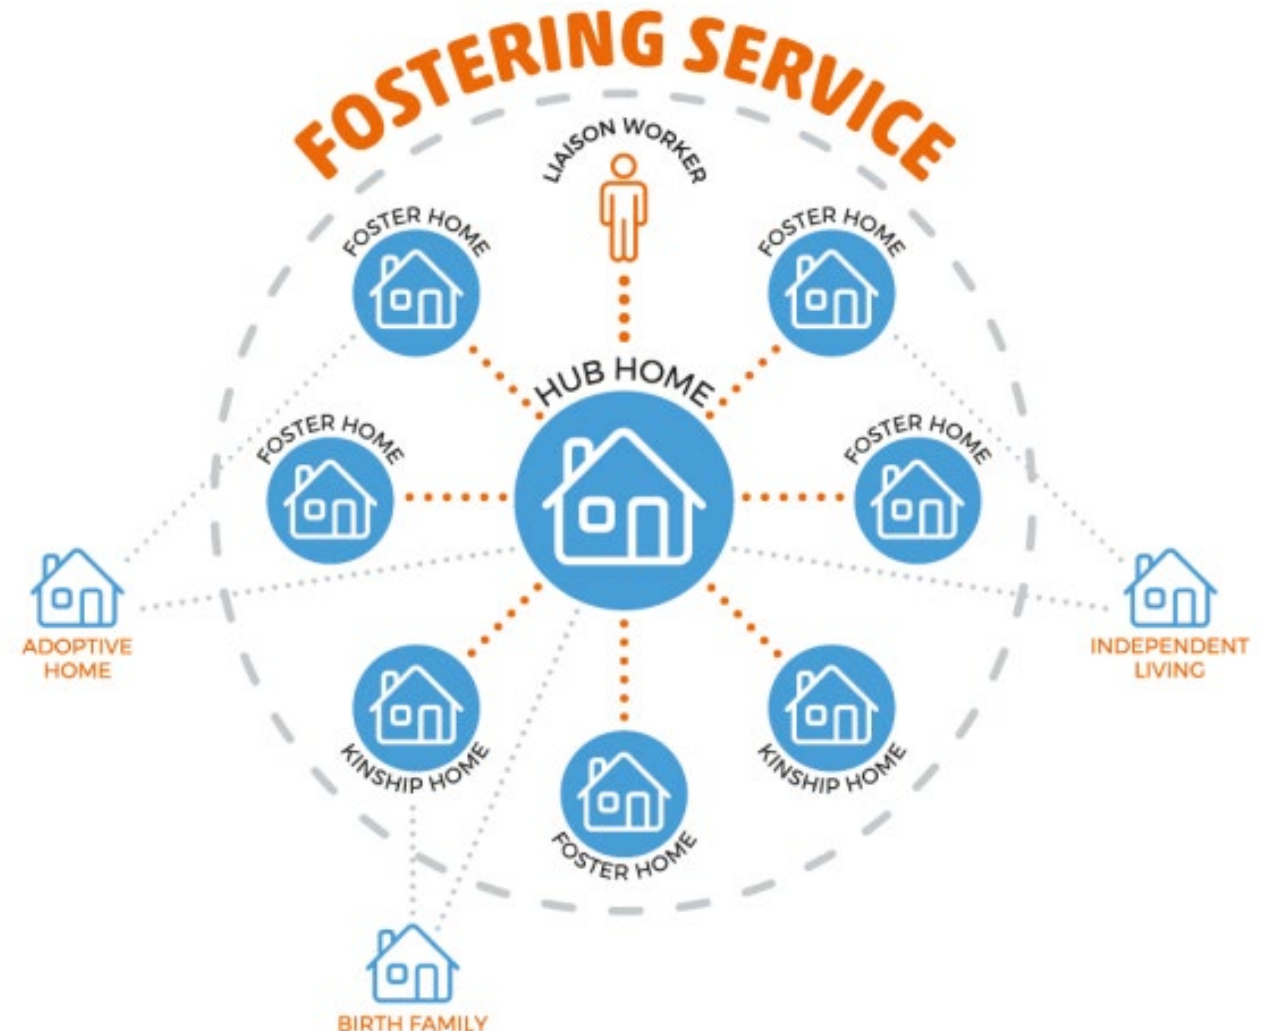 FOSTERING SERVICE
LIAISON WORKER
FOSTER HOME
FOSTER HOME
HUB HOME
FOSTER HOME
FOSTER HOME
ADOPTIVE
HOME
INDEPENDENT
LIVING
KINSHIP HOME
KINSHIP HOME
FOSTER HOME
BIRTH FAMILY